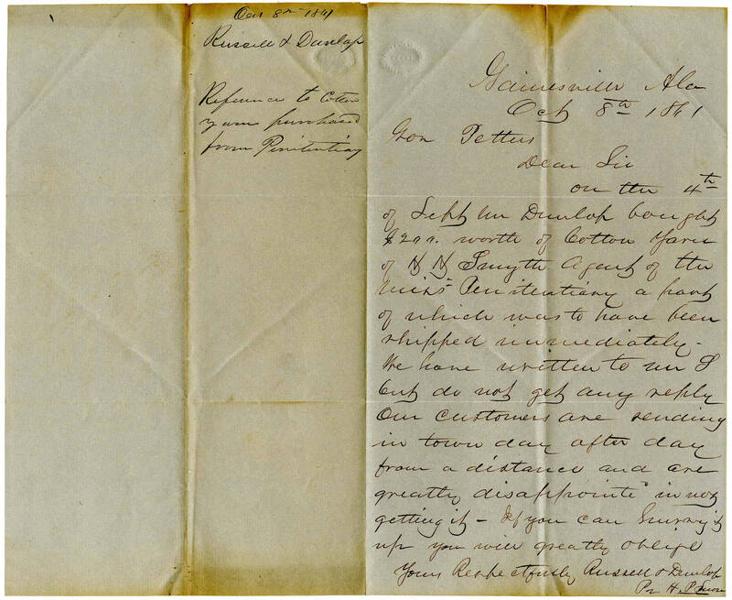 Oct 8th 1861
Russell & Dunlap
Reference to Cotton
yarn purchased
from Penitentiary
Gainesville Ala
Oct 8th 1861
Gov Pettus
Dear Sir
on the 4th
of Sept Mr Dunlap bought
worth of Cotton Yarn
of Smyth Agent of the
Miss Penitentiary a part
of which was to have been
shipped immediately -
We have written to Mr S
but do not get any reply
Our customers are sending
in town day after day
from a distance and are
greatly disappointed in not
getting it - If you can hurry it
up you will greatly oblige
Yours Respectfully Russell & Dunlap
Pr H. P.